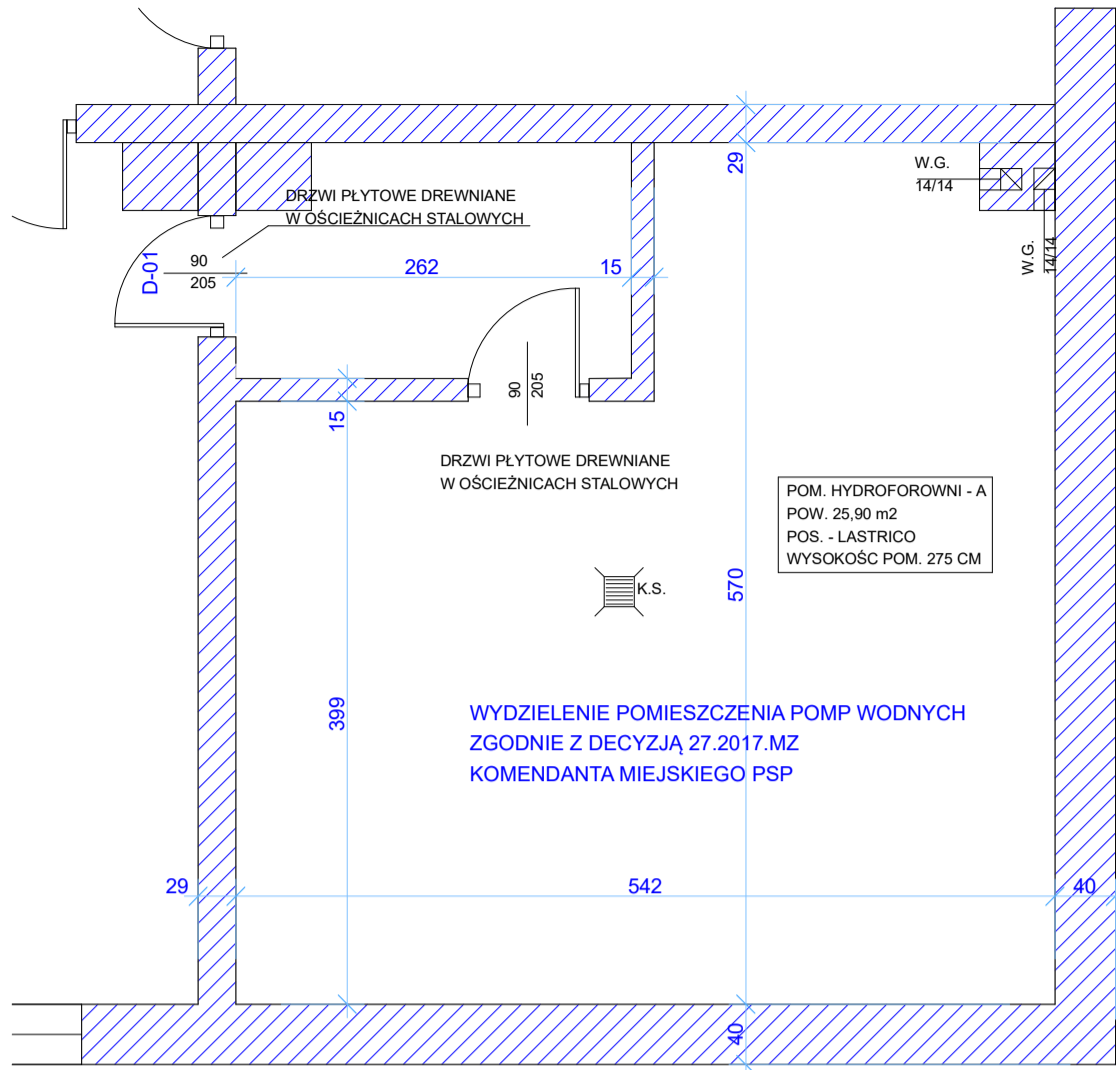 29
W.G.
14/14
DRZWI PŁYTOWE DREWNIANE
W OŚCIEŻNICACH STALOWYCH
W.G.
14/14
D-01
90
205
262
15
90
205
15
DRZWI PŁYTOWE DREWNIANE
W OŚCIEŻNICACH STALOWYCH
POM. HYDROFOROWNI - A
POW. 25,90 m2
POS. - LASTRICO
WYSOKOŚC POM. 275 CM
570
K.S.
399
WYDZIELENIE POMIESZCZENIA POMP WODNYCH
ZGODNIE Z DECYZJĄ 27.2017.MZ
KOMENDANTA MIEJSKIEGO PSP
29
542
40
40